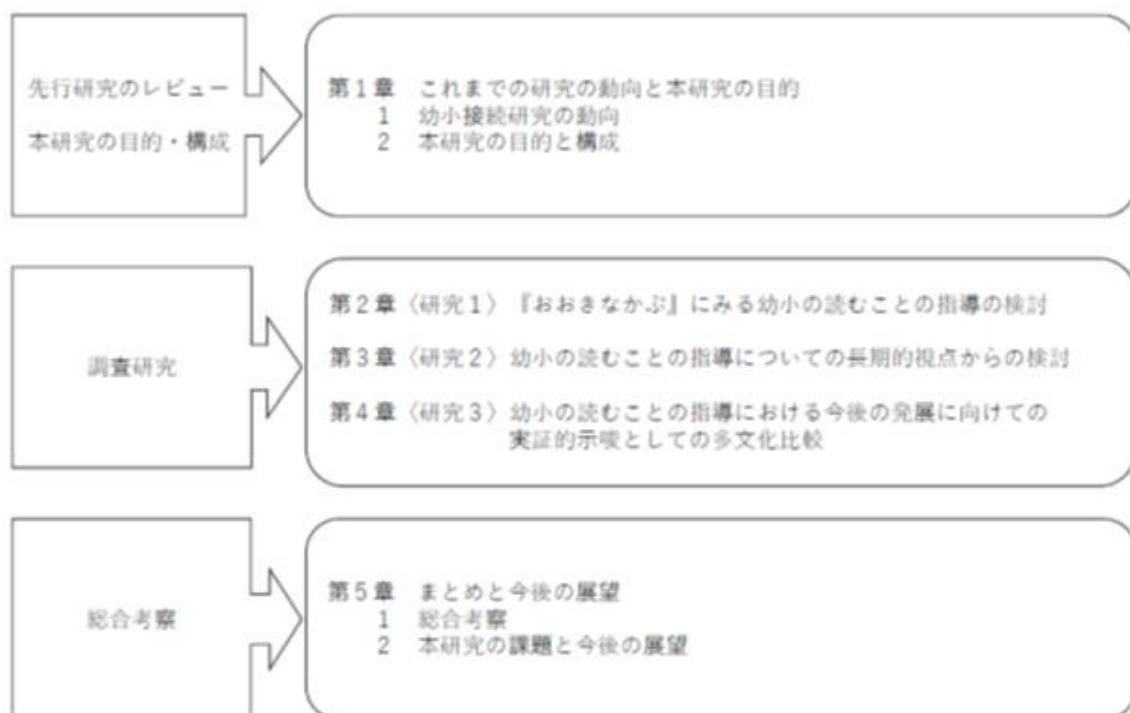 先行研究のレビュー
本研究の目的・構成
第1章 これまでの研究の動向と本研究の目的
1 幼小接続研究の動向
2 本研究の目的と構成
調査研究
第2章〈研究1〉『おおきなかぶ』にみる幼小の読むことの指導の検討
第3章〈研究2〉幼小の読むことの指導についての長期的視点からの検討
第4章〈研究3〉幼小の読むことの指導における今後の発展に向けての
実証的示唆としての多文化比較
総合考察
第5章 まとめと今後の展望
1 総合考察
2 本研究の課題と今後の展望